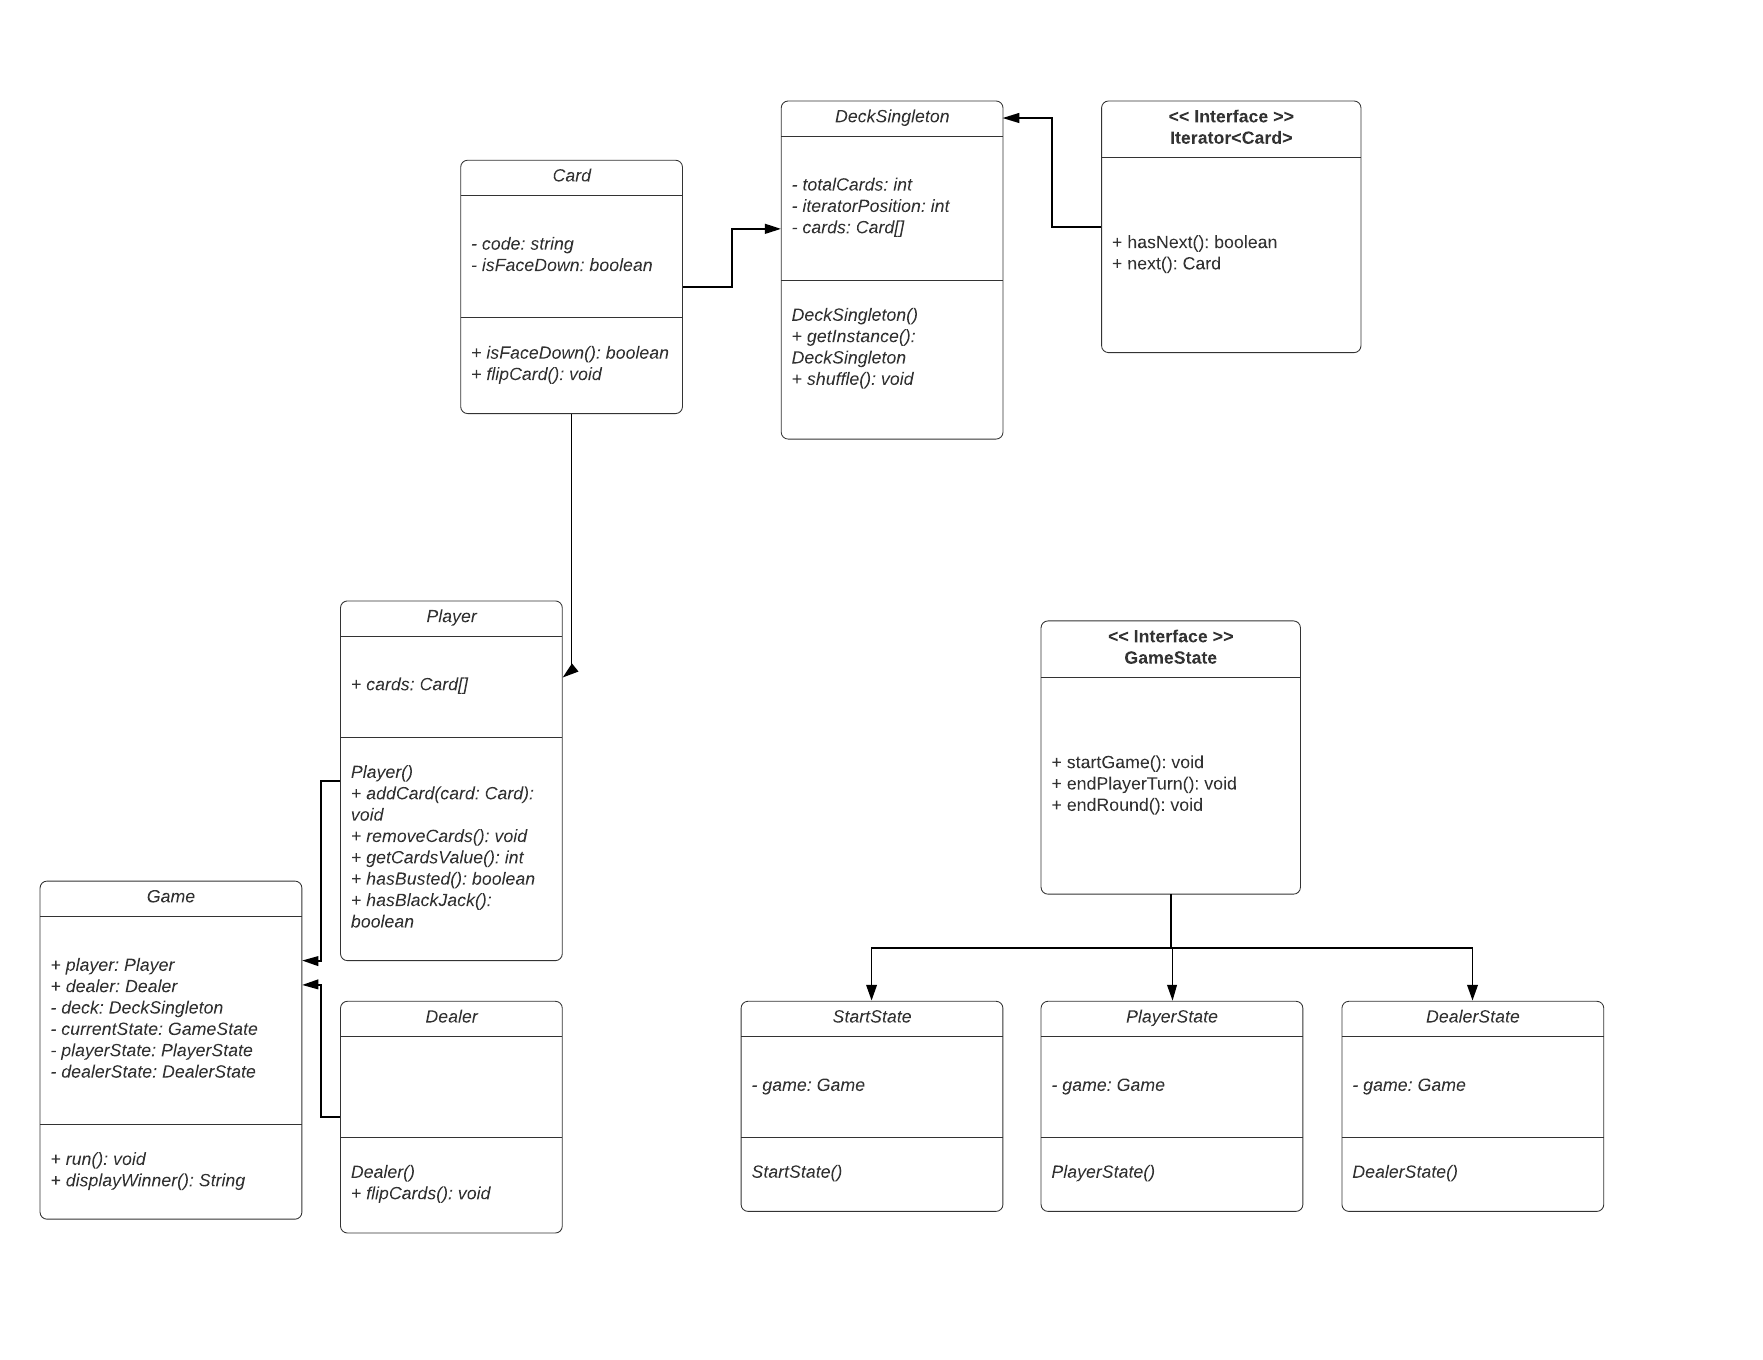 DeckSingleton
- totalCards: int
- iteratorPosition: int
- cards: Card[]
DeckSingleton()
+ getInstance():
DeckSingleton
+ shuffle(): void
<< Interface >>
Iterator<Card>
+ hasNext(): boolean
+ next(): Card
Card
- code: string
- isFaceDown: boolean
+ isFaceDown(): boolean
+ flipCard(): void
Player
+ cards: Card[]
Player()
+ addCard(card: Card):
void
+ removeCards(): void
+ getCardsValue(): int
+ hasBusted(): boolean
+ hasBlackJack():
boolean
<< Interface >>
GameState
+ startGame(): void
+ endPlayerTurn(): void
+ endRound(): void
Game
+ player: Player
+ dealer: Dealer
- deck: DeckSingleton
- currentState: GameState
- playerState: PlayerState
- dealerState: DealerState
+ run(): void
+ displayWinner(): String
Dealer
Dealer()
+ flipCards(): void
StartState
- game: Game
StartState()
PlayerState
- game: Game
PlayerState()
DealerState
- game: Game
DealerState()